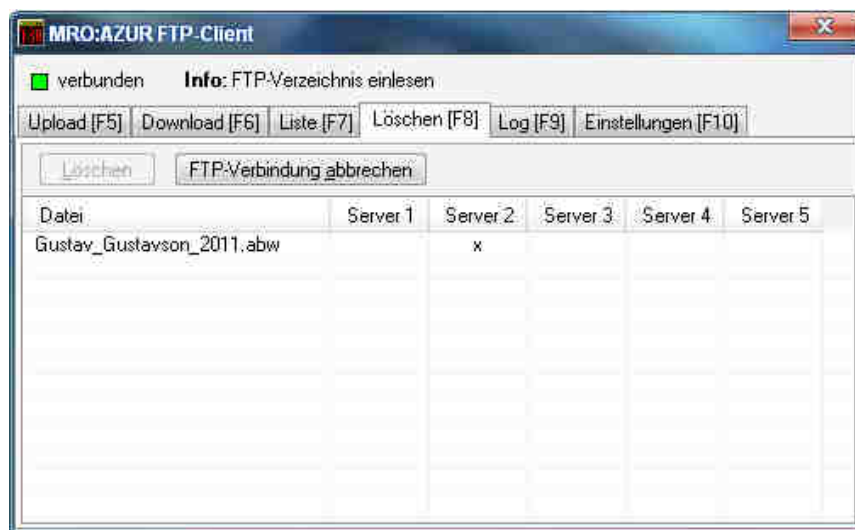 MRO:AZUR FTP-Client
verbunden Info: FTP-Verzeichnis einlesen
Upload [F5] Download [F6] Liste [F7] Löschen [F8] Log [F9] Einstellungen [F10]
Löschen FTP-Verbindung abbrechen
Datei Server 1 Server 2 Server 3 Server 4 Server 5
Gustav_Gustavson_2011.abw x